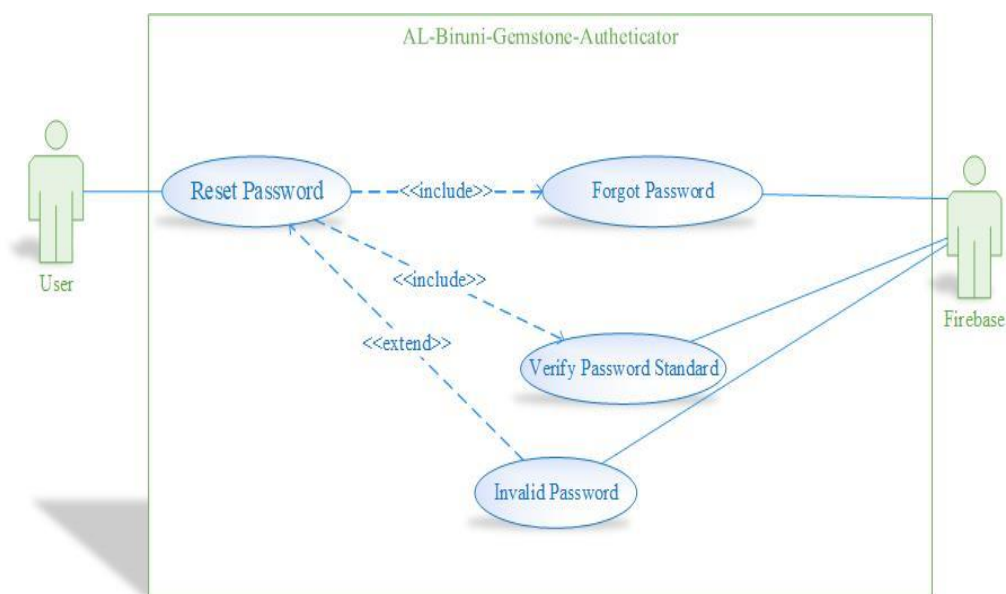 AL-Biruni-Gemstone-Autheticator
Reset Password
<<include>>
Forgot Password
User
<<include>>
Firebase
<<extend>>
Verify Password Standard
Invalid Password